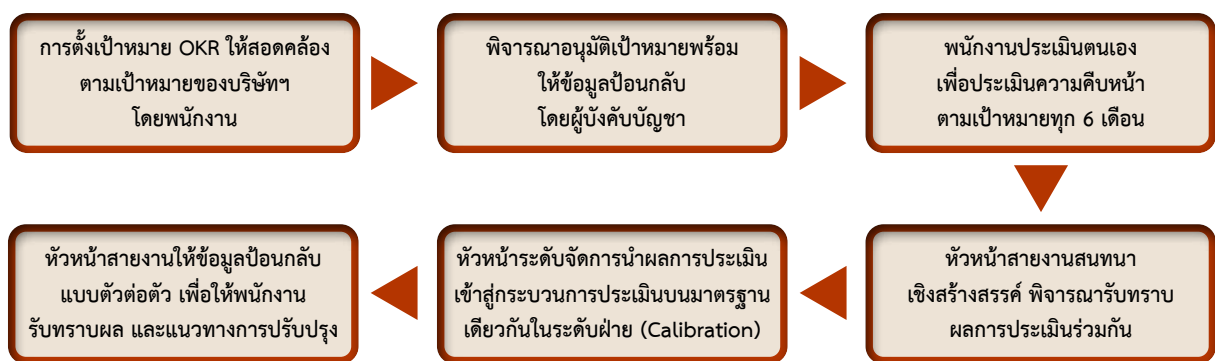 การตั้งเป้าหมาย OKR ให้สอดคล้อง
ตามเป้าหมายของบริษัทฯ
โดยพนักงาน
พิจารณาอนุมัติเป้าหมายพร้อม
ให้ข้อมูลป้อนกลับ
โดยผู้บังคับบัญชา
พนักงานประเมินตนเอง
เพื่อประเมินความคืบหน้า
ตามเป้าหมายทุก 6 เดือน
หัวหน้าสายงานสนทนา
เชิงสร้างสรรค์ พิจารณารับทราบ
ผลการประเมินร่วมกัน
หัวหน้าระดับจัดการนำผลการประเมิน
เข้าสู่กระบวนการประเมินบนมาตรฐาน
เดียวกันในระดับฝ่าย (Calibration)
หัวหน้าสายงานให้ข้อมูลป้อนกลับ
แบบตัวต่อตัว เพื่อให้พนักงาน
รับทราบผล และแนวทางการปรับปรุง